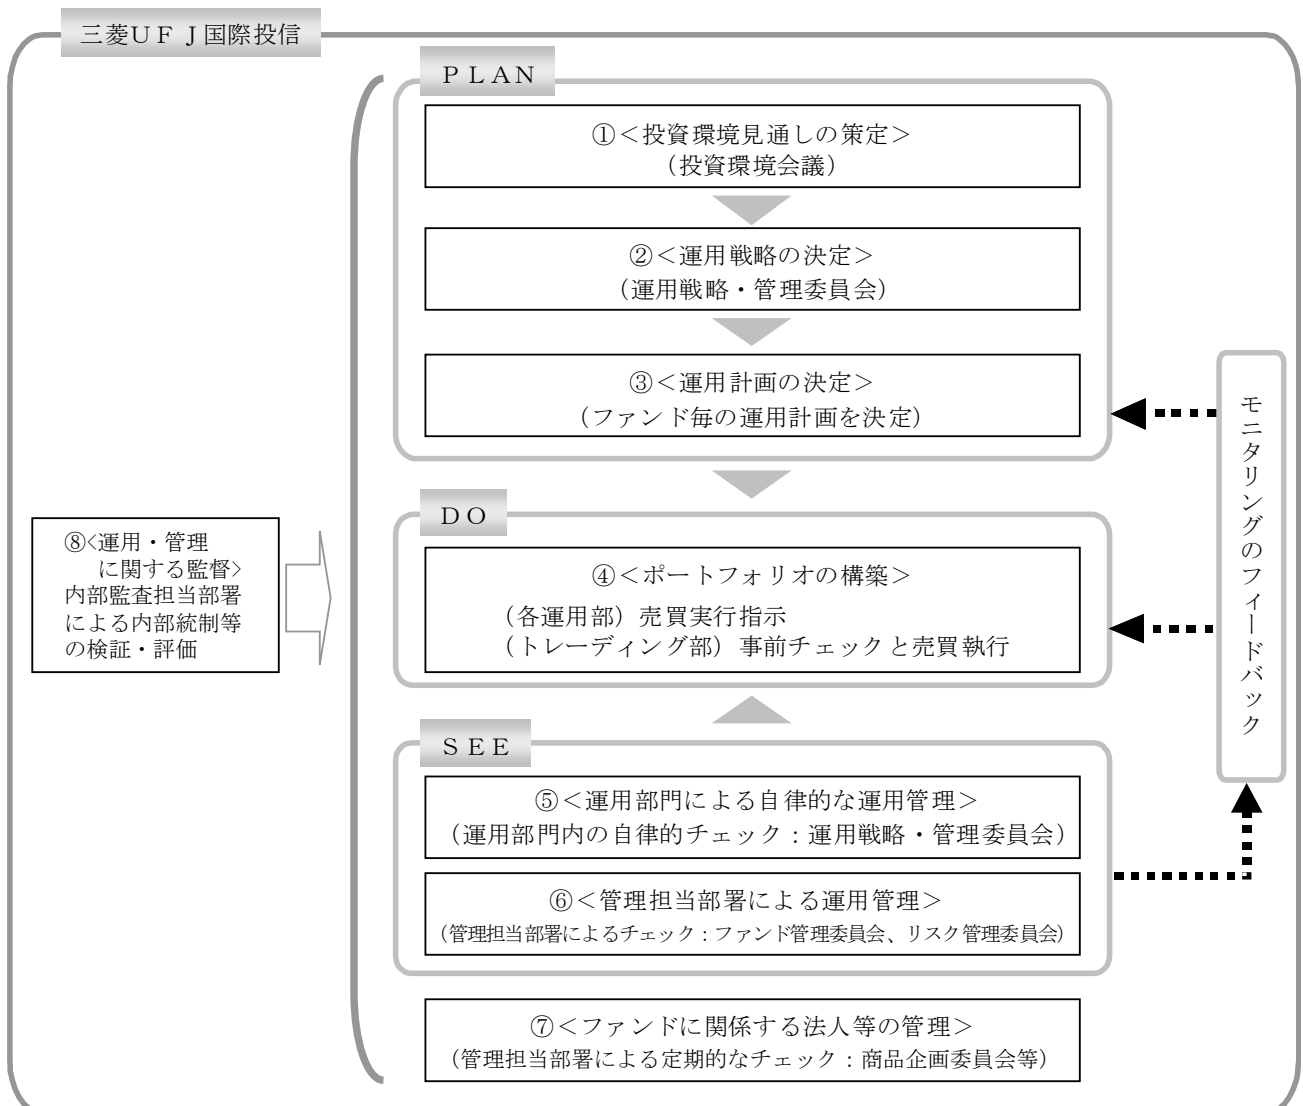 三菱UFJ国際投信
PLAN
①＜投資環境見通しの策定＞
（投資環境会議）
②＜運用戦略の決定＞
（運用戦略・管理委員会）
③＜運用計画の決定＞
（ファンド毎の運用計画を決定）
DO
④＜ポートフォリオの構築＞
（各運用部）売買実行指示
（トレーディング部）事前チェックと売買執行
SEE
⑤＜運用部門による自律的な運用管理＞
（運用部門内の自律的チェック：運用戦略・管理委員会）
⑥＜管理担当部署による運用管理＞
（管理担当部署によるチェック：ファンド管理委員会、リスク管理委員会）
⑦＜ファンドに関係する法人等の管理＞
（管理担当部署による定期的なチェック：商品企画委員会等）
⑧<運用・管理
に関する監督>
内部監査担当部署
による内部統制等
の検証・評価
モニタリングのフィードバック